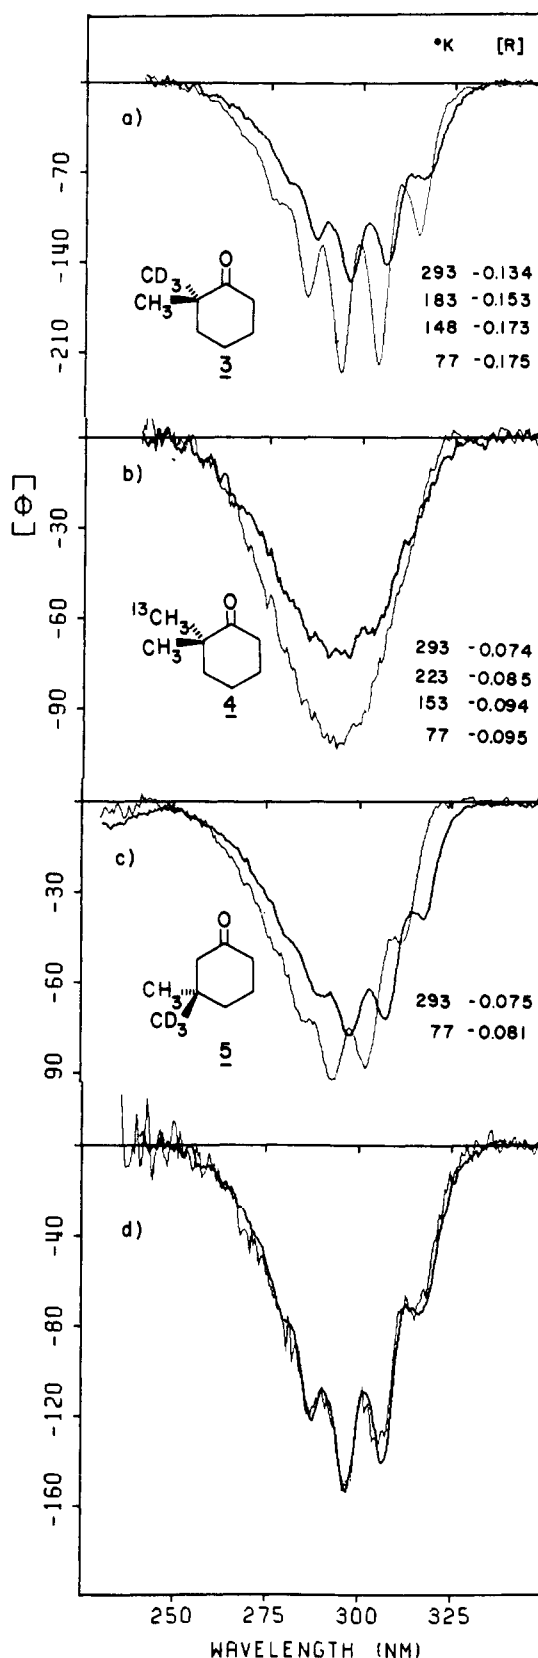 °K [R]
a)
-70
-140
-210
CD₃
CH₃
O
3
293 -0.134
183 -0.153
148 -0.173
77 -0.175
[Θ]
b)
-30
-60
-90
¹³CH₃
CH₃
O
4
293 -0.074
223 -0.085
153 -0.094
77 -0.095
c)
-30
-60
90
O
CH₃
CD₃
5
293 -0.075
77 -0.081
d)
-40
-80
-120
-160
250 275 300 325
WAVELENGTH (NM)